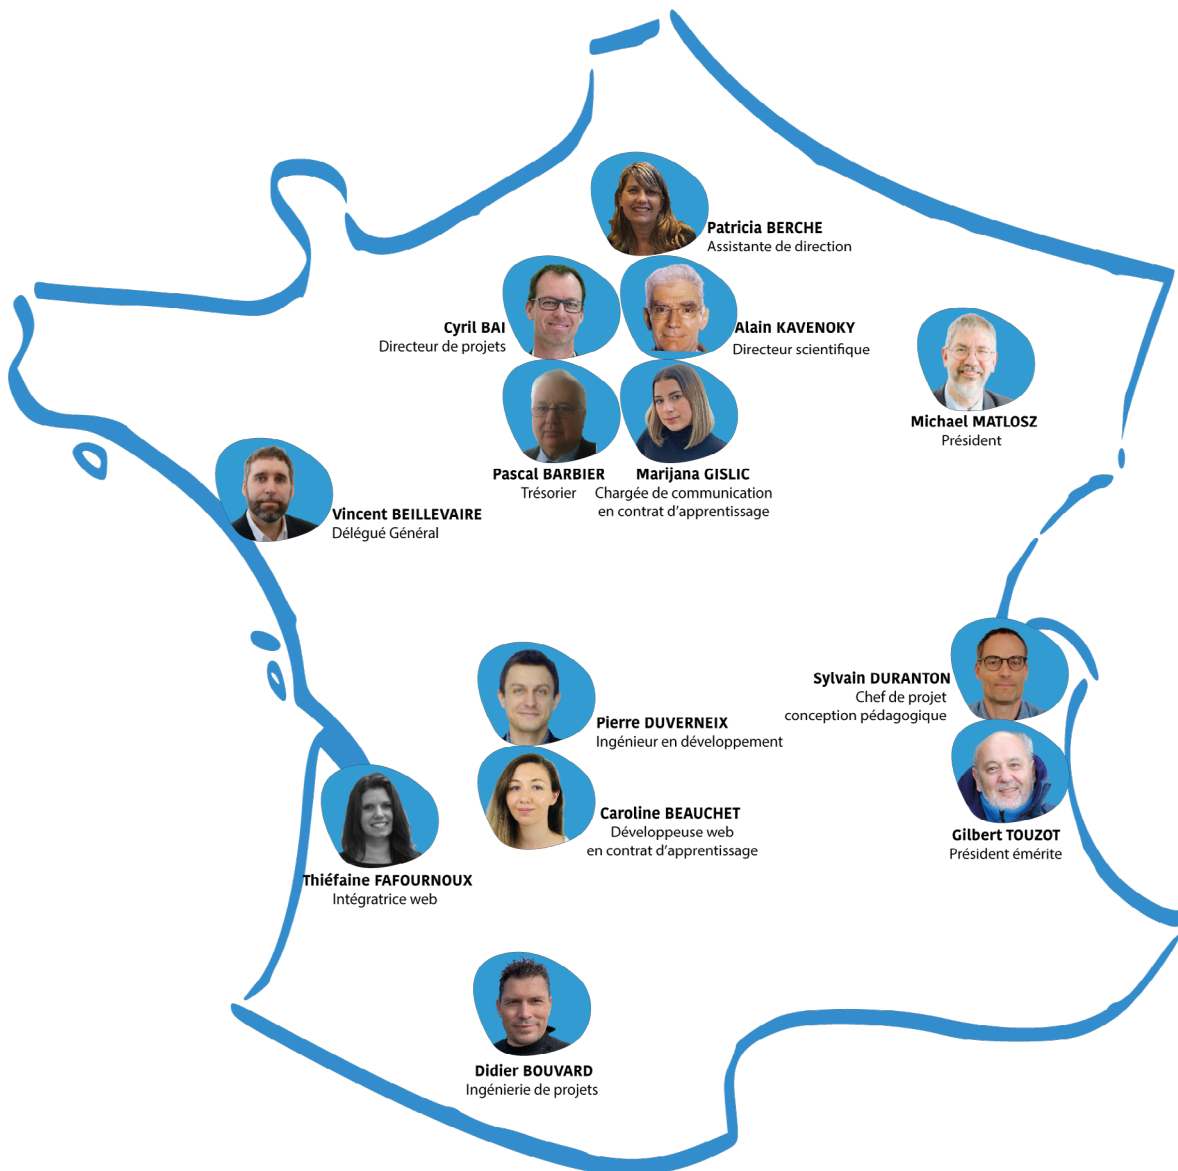 Patricia BERCHE
Assistante de direction
Cyril BAI
Directeur de projets
Alain KAVENOKY
Directeur scientifique
Michael MATLOSZ
Président
Pascal BARBIER
Trésorier
Marijana GISLIC
Chargée de communication
en contrat d’apprentissage
Vincent BEILLEVAIRE
Délégué Général
Sylvain DURANTON
Chef de projet
conception pédagogique
Pierre DUVERNEIX
Ingénieur en développement
Caroline BEAUCHET
Développeuse web
en contrat d’apprentissage
Gilbert TOUZOT
Président émérite
Thiéfaine FAFOURNOUX
Intégratrice web
Didier BOUVARD
Ingénierie de projets